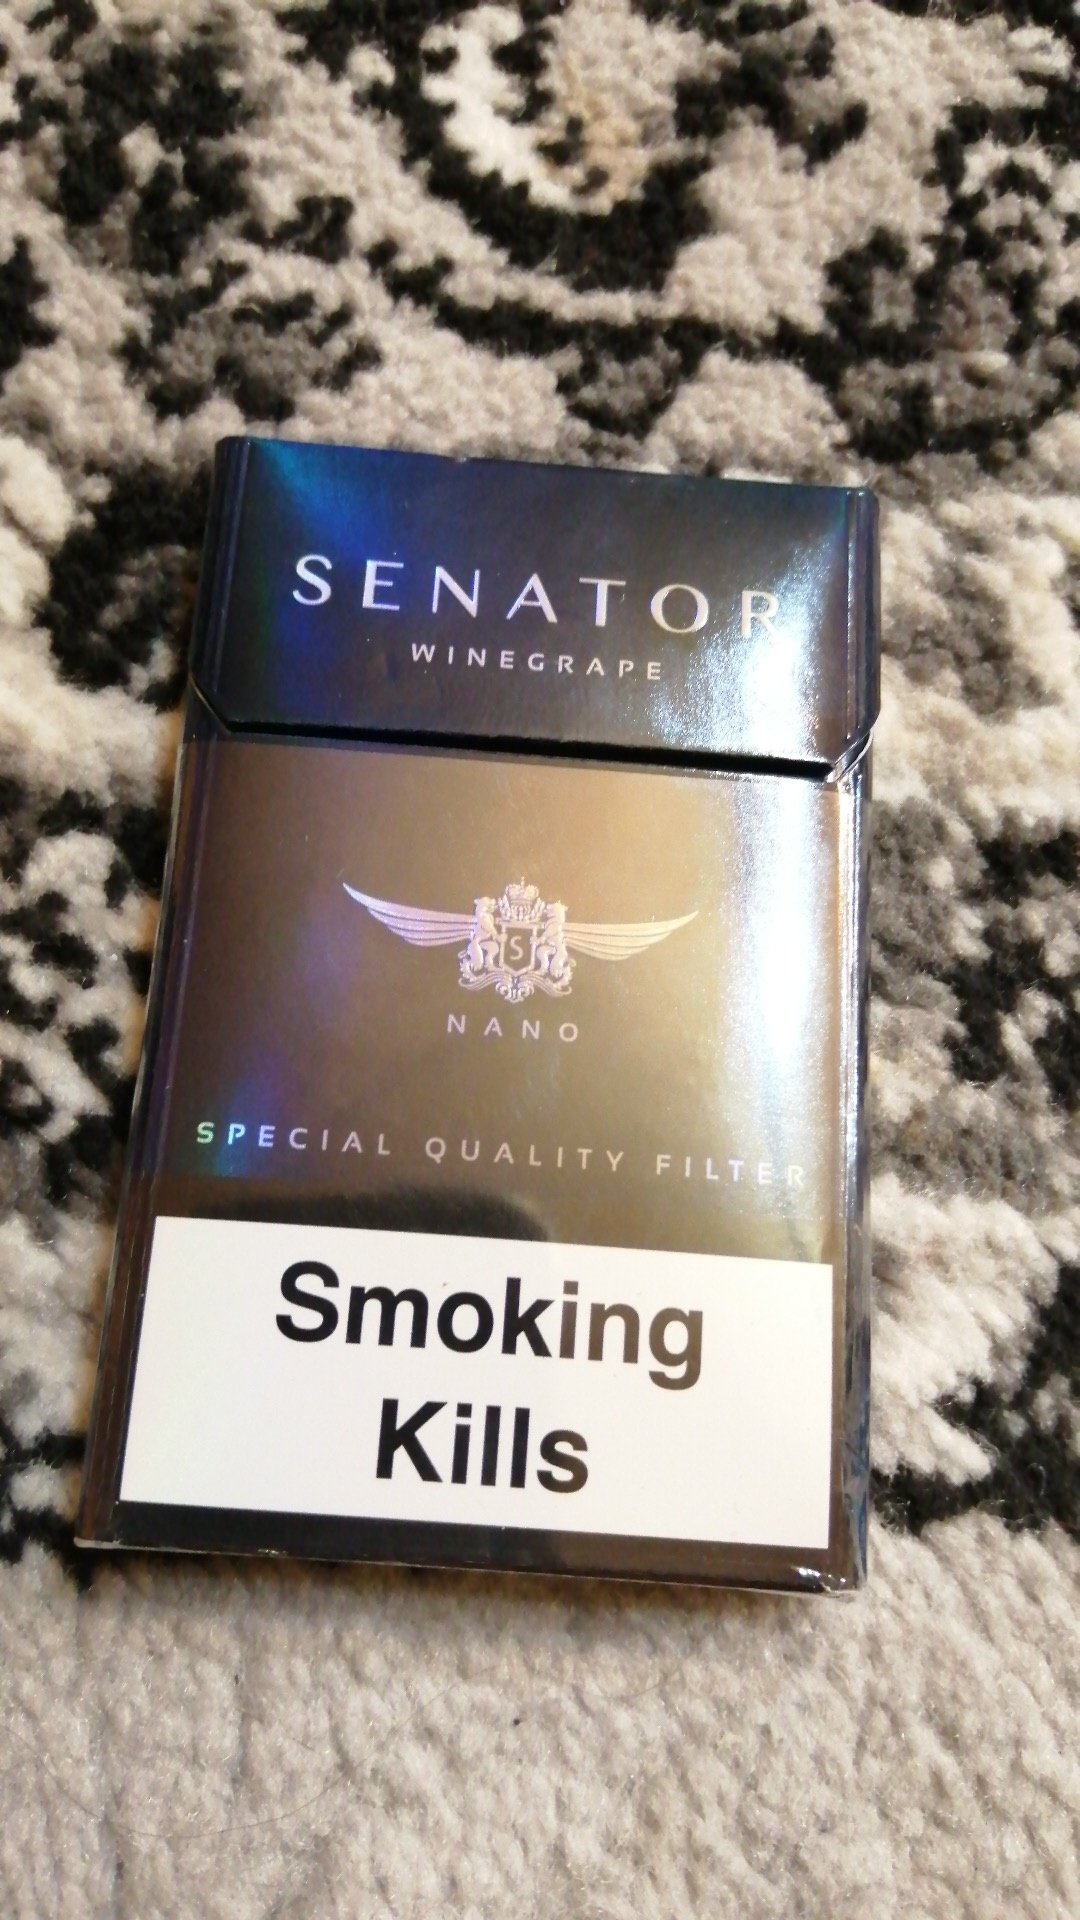 SENATOR
WINEGRAPE
S
NANO
SPECIAL QUALITY FILTER
Smoking
Kills